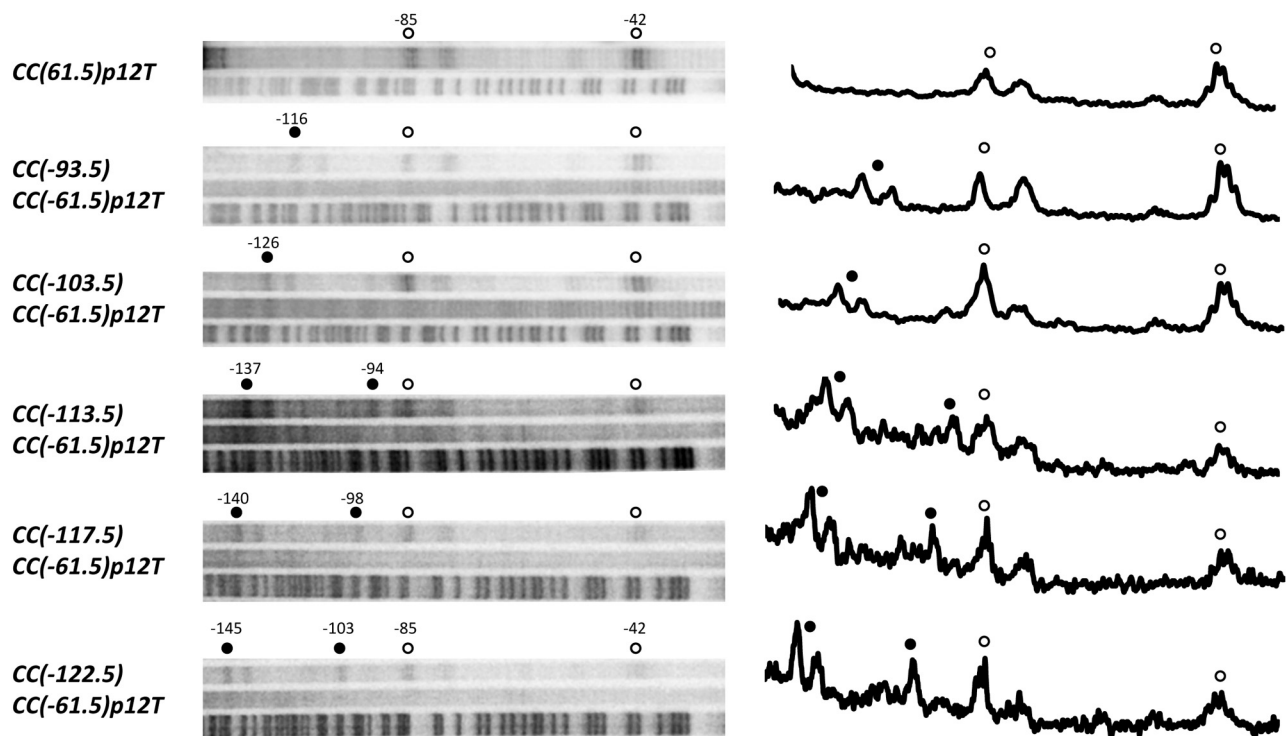 -85 -42
CC(61.5)p12T
-116
CC(-93.5)
CC(-61.5)p12T
-126
CC(-103.5)
CC(-61.5)p12T
-137 -94
CC(-113.5)
CC(-61.5)p12T
-140 -98
CC(-117.5)
CC(-61.5)p12T
-145 -103 -85 -42
CC(-122.5)
CC(-61.5)p12T